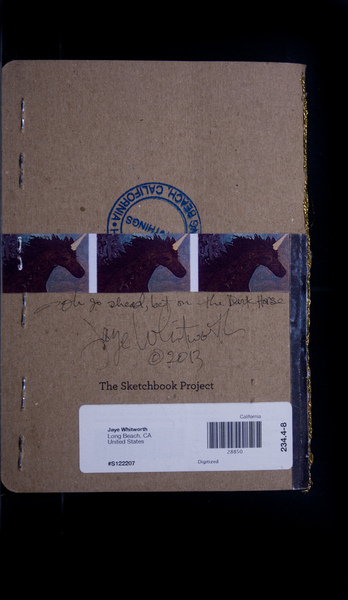 BEACH, CALIFORNIA
THINGS
Oh go ahead, bet on the Dark Horse
Jaye Whitworth
©2013
The Sketchbook Project
California
Jaye Whitworth
Long Beach, CA
United States
28850
#S122207
Digitized
234.4-8